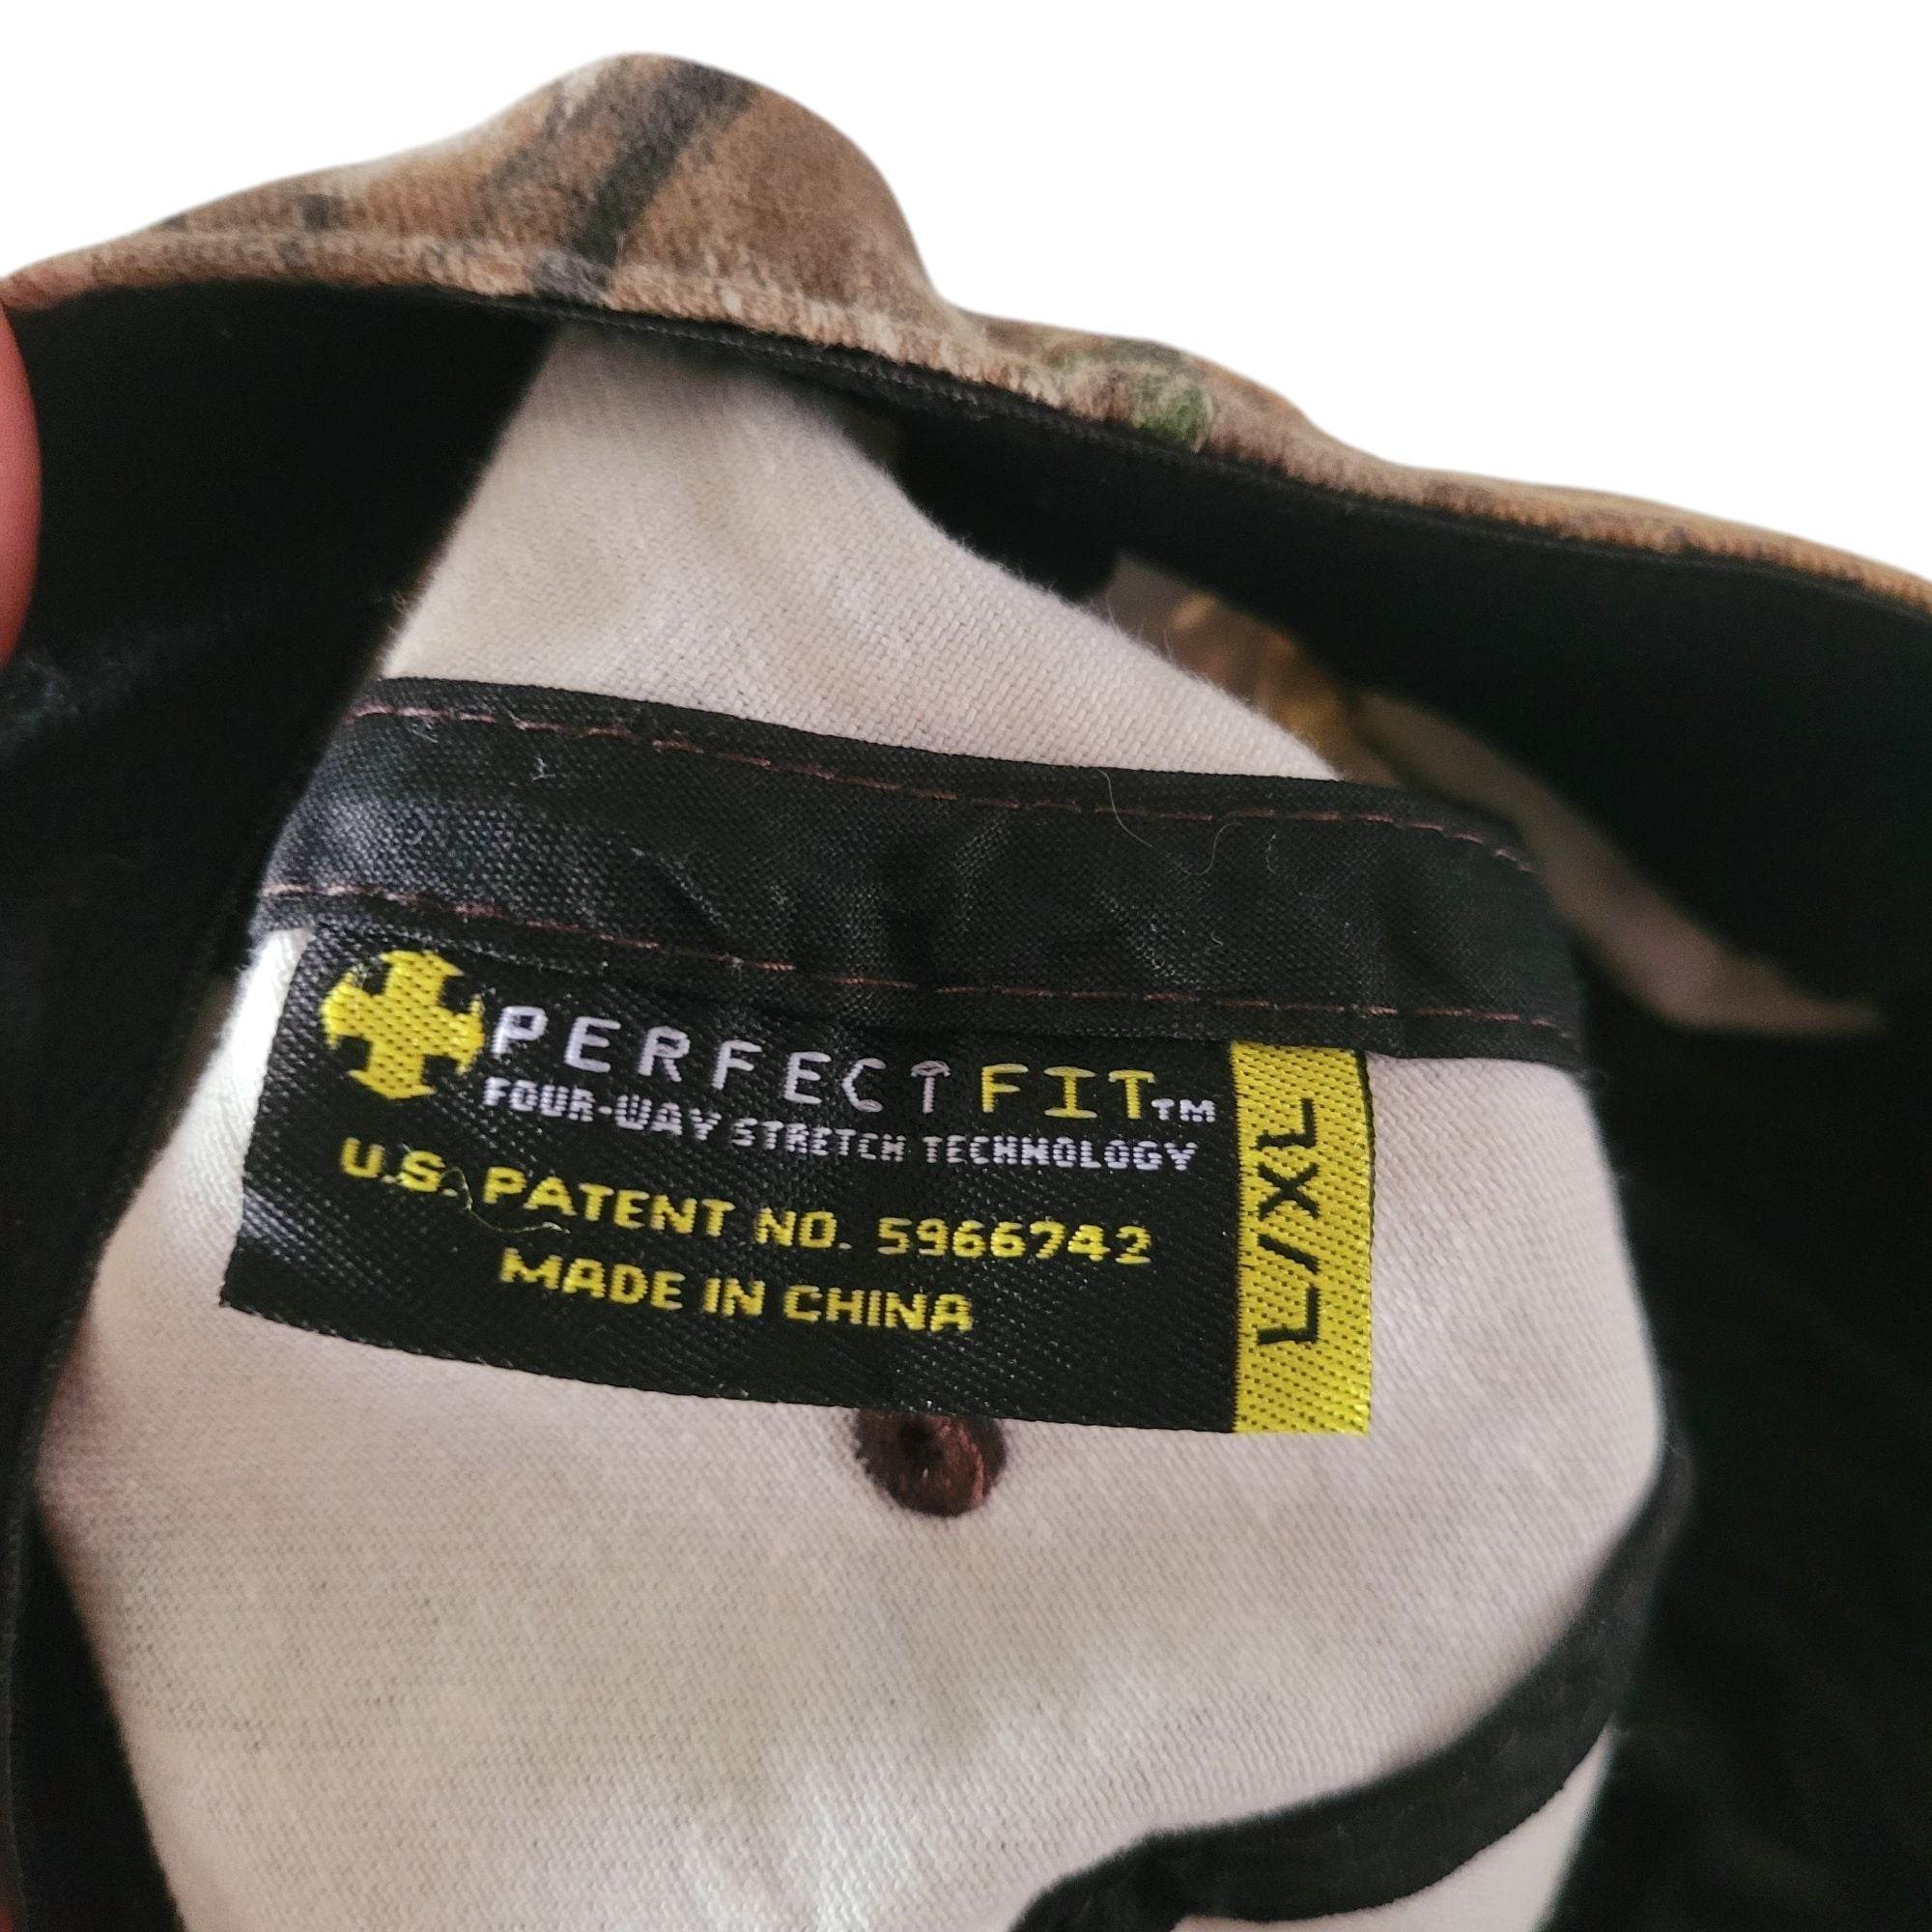 PERFECTFIT™
FOUR-WAY STRETCH TECHNOLOGY
U.S. PATENT NO. 5966742
MADE IN CHINA
L/XL